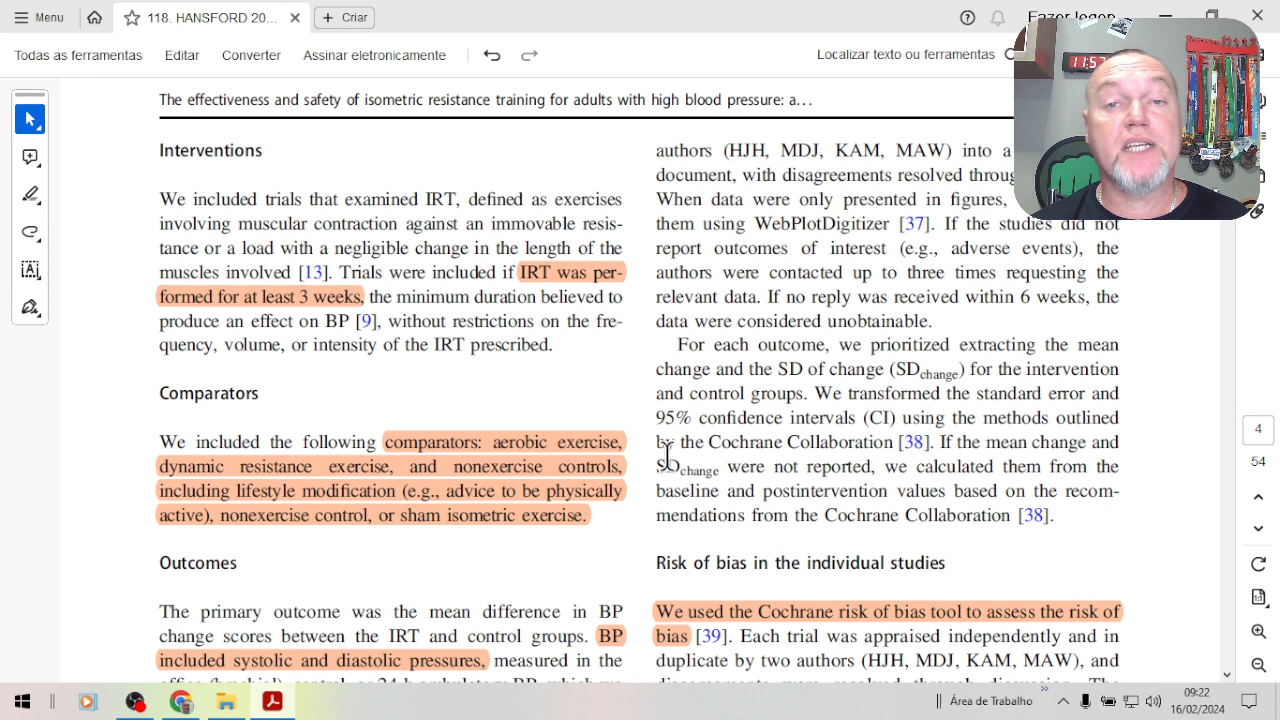 Menu
118. HANSFORD 20...
Criar
Todas as ferramentas
Editar
Converter
Assinar eletronicamente
Localizar texto ou ferramentas
The effectiveness and safety of isometric resistance training for adults with high blood pressure: a...
Interventions
We included trials that examined IRT, defined as exercises
involving muscular contraction against an immovable resis-
tance or a load with a negligible change in the length of the
muscles involved [13]. Trials were included if IRT was per-
formed for at least 3 weeks, the minimum duration believed to
produce an effect on BP [9], without restrictions on the fre-
quency, volume, or intensity of the IRT prescribed.
Comparators
We included the following comparators: aerobic exercise,
dynamic resistance exercise, and nonexercise controls,
including lifestyle modification (e.g., advice to be physically
active), nonexercise control, or sham isometric exercise.
Outcomes
The primary outcome was the mean difference in BP
change scores between the IRT and control groups. BP
included systolic and diastolic pressures, measured in the
authors (HJH, MDJ, KAM, MAW) into a
document, with disagreements resolved throug
When data were only presented in figures,
them using WebPlotDigitizer [37]. If the studies did not
report outcomes of interest (e.g., adverse events), the
authors were contacted up to three times requesting the
relevant data. If no reply was received within 6 weeks, the
data were considered unobtainable.
For each outcome, we prioritized extracting the mean
change and the SD of change (SDchange) for the intervention
and control groups. We transformed the standard error and
95% confidence intervals (CI) using the methods outlined
by the Cochrane Collaboration [38]. If the mean change and
SDchange were not reported, we calculated them from the
baseline and postintervention values based on the recom-
mendations from the Cochrane Collaboration [38].
Risk of bias in the individual studies
We used the Cochrane risk of bias tool to assess the risk of
bias [39]. Each trial was appraised independently and in
duplicate by two authors (HJH, MDJ, KAM, MAW), and
4
54
Área de Trabalho
09:22
16/02/2024